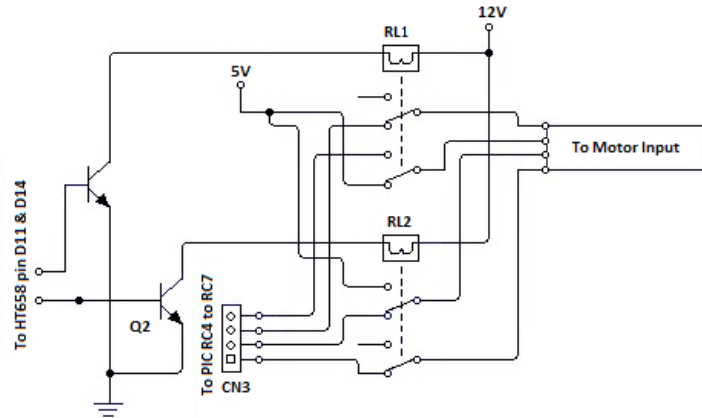 12V
RL1
5V
To Motor Input
RL2
To HT658 pin D11 & D14
Q2
To PIC RC4 to RC7
CN3